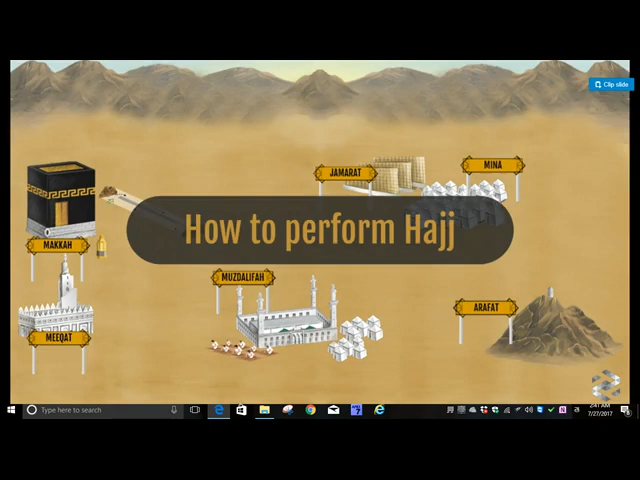 Clip slide
JAMARAT
MINA
How to perform Hajj
MAKKAH
MUZDALIFAH
ARAFAT
MEEQAT
Type here to search
2:41 AM
7/27/2017